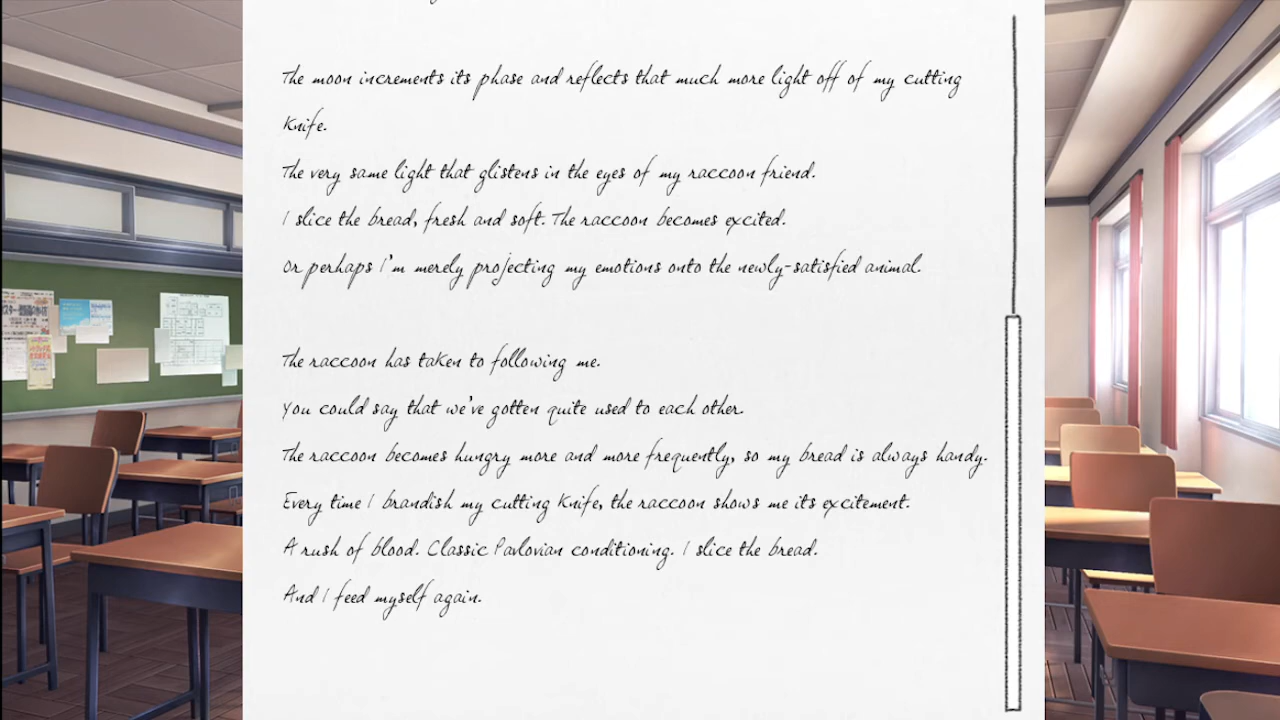 The moon increments its phase and reflects that much more light off of my cutting
knife.
The very same light that glistens in the eyes of my raccoon friend.
I slice the bread, fresh and soft. The raccoon becomes excited.
Or perhaps I'm merely projecting my emotions onto the newly-satisfied animal.
The raccoon has taken to following me.
You could say that we've gotten quite used to each other.
The raccoon becomes hungry more and more frequently, so my bread is always handy.
Every time I brandish my cutting knife, the raccoon shows me its excitement.
A rush of blood. Classic Pavlovian conditioning. I slice the bread.
And I feed myself again.